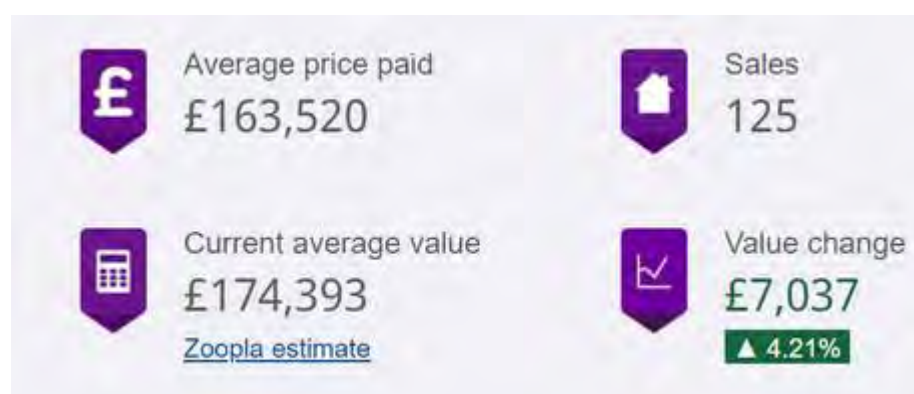 Average price paid
£163,520
Sales
125
Current average value
£174,393
Zoopla estimate
Value change
£7,037
▲ 4.21%